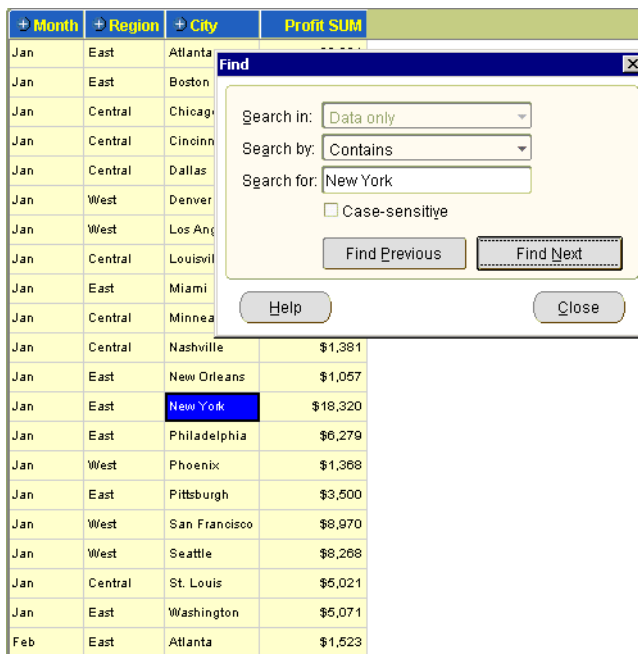 Month Region City Profit SUM
Jan East Atlanta
Find
Jan East Boston
Jan Central
Search in: Data only
Jan Central
Search by: Contains
Jan Central Dallas
Search for: New York
Jan West Denver
Case-sensitive
Jan West Los
Jan Central
Find Previous Find Next
Jan East Miami
Jan Central
Help Close
Jan Central Nashville $1,381
Jan East New Orleans $1,057
Jan East New York $18,320
Jan East Philadelphia $6,279
Jan West Phoenix $1,368
Jan East Pittsburgh $3,500
Jan West San Francisco $8,970
Jan West Seattle $8,268
Jan Central St. Louis $5,021
Jan East Washington $5,071
Feb East Atlanta $1,523